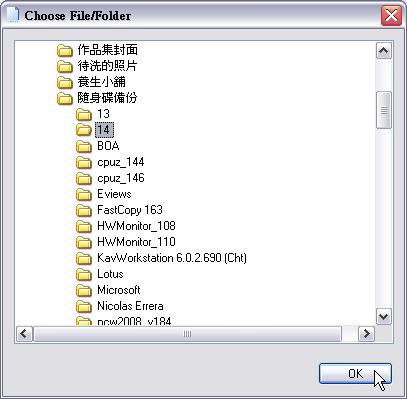 Choose File/Folder
作品集封面
待洗的照片
養生小舖
隨身碟備份
13
14
BOA
cpuz_144
cpuz_146
Eviews
FastCopy 163
HWMonitor_108
HWMonitor_110
KavWorkstation 6.0.2.690 (Cht)
Lotus
Microsoft
Nicolas Errera
pcw2008_v184
OK